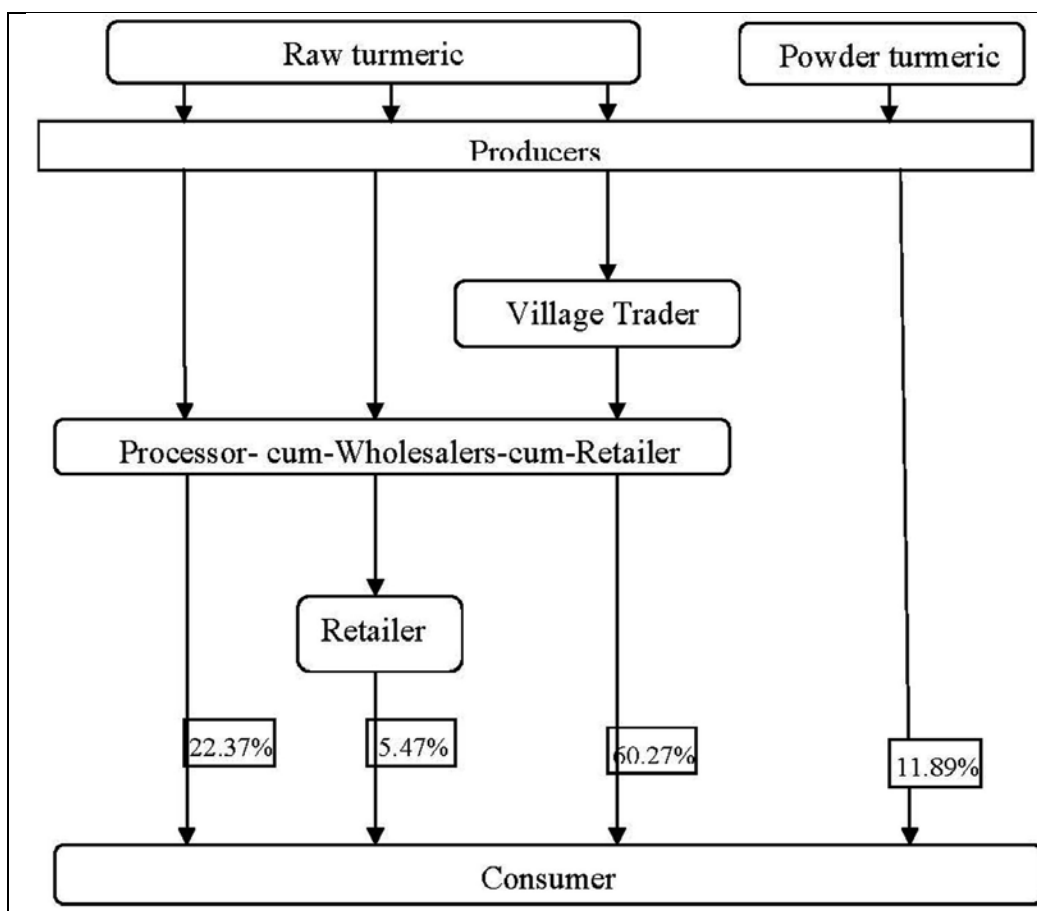 Raw turmeric
Powder turmeric
Producers
Village Trader
Processor- cum-Wholesalers-cum-Retailer
Retailer
22.37%
5.47%
60.27%
11.89%
Consumer